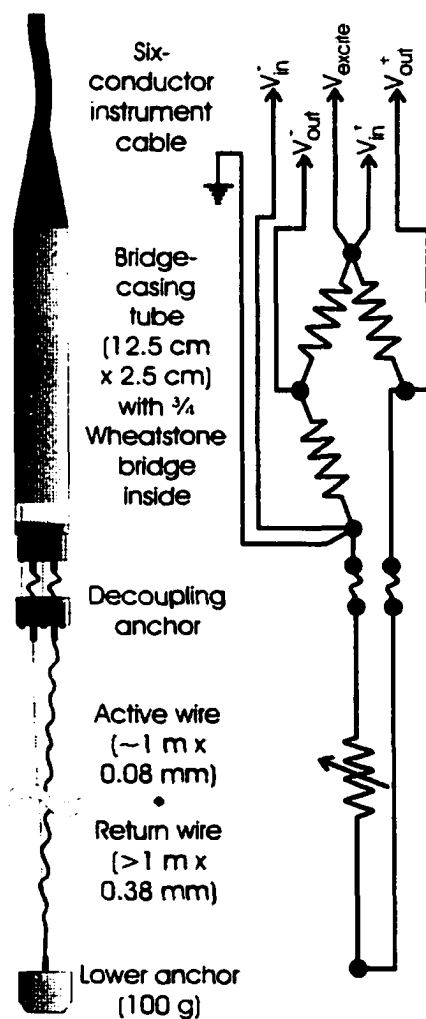 Six-
conductor
instrument
cable
Bridge-
casing
tube
(12.5 cm
x 2.5 cm)
with ¾
Wheatstone
bridge
inside
Decoupling
anchor
Active wire
(~1 m x
0.08 mm)
•
Return wire
(>1 m x
0.38 mm)
Lower anchor
(100 g)
V⁻in
V⁻out
Vexcite
V⁺in
V⁺out